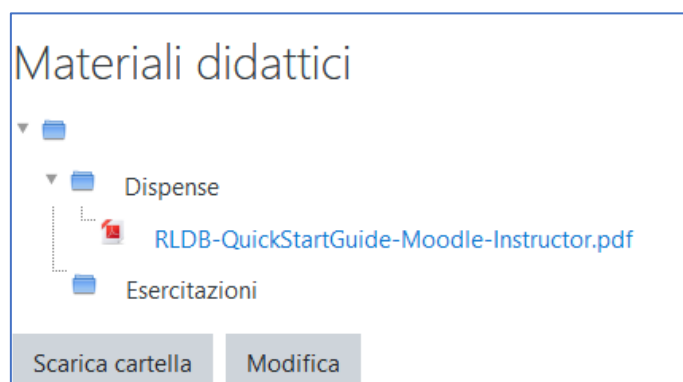 Materiali didattici
Dispense
RLDB-QuickStartGuide-Moodle-Instructor.pdf
Esercitazioni
Scarica cartella Modifica